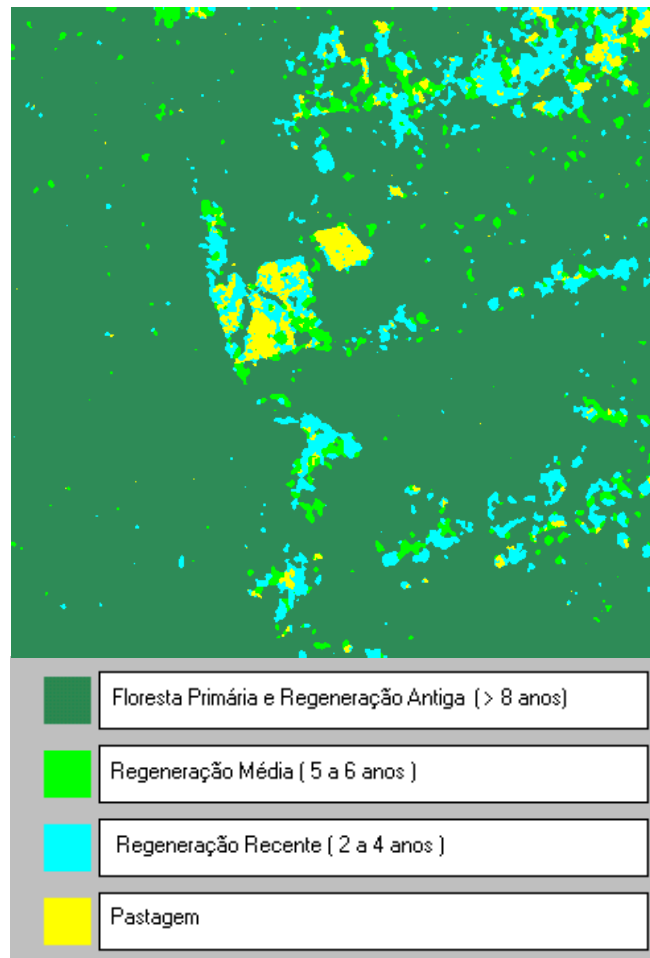 Floresta Primária e Regeneração Antiga ( > 8 anos)
Regeneração Média ( 5 a 6 anos )
Regeneração Recente ( 2 a 4 anos )
Pastagem